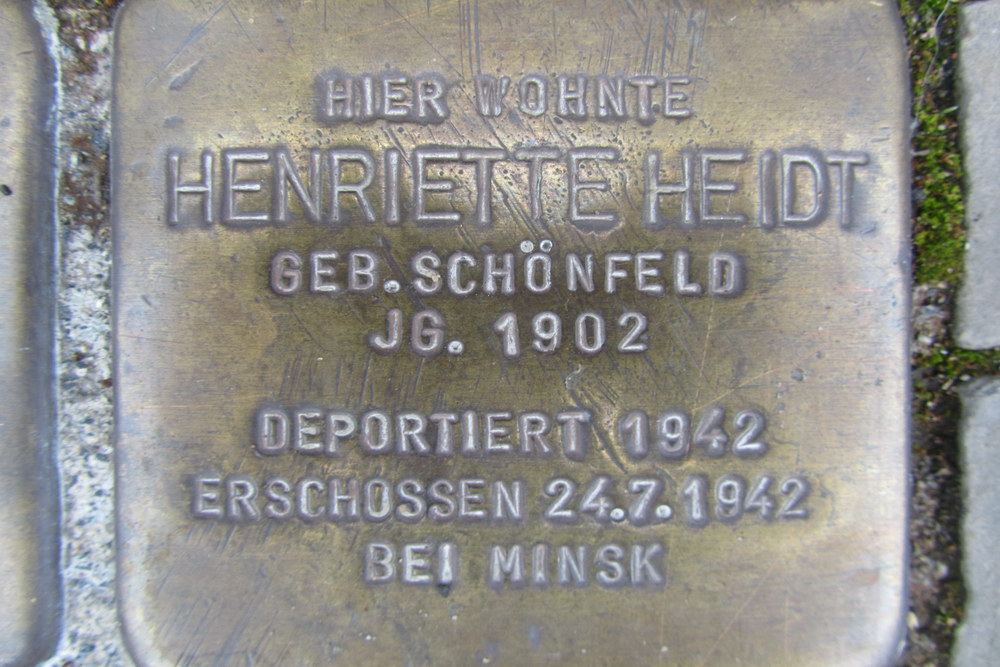 HIER WOHNTE
HENRIETTE HEIDT
GEB. SCHÖNFELD
JG. 1902
DEPORTIERT 1942
ERSCHOSSEN 24.7.1942
BEI MINSK